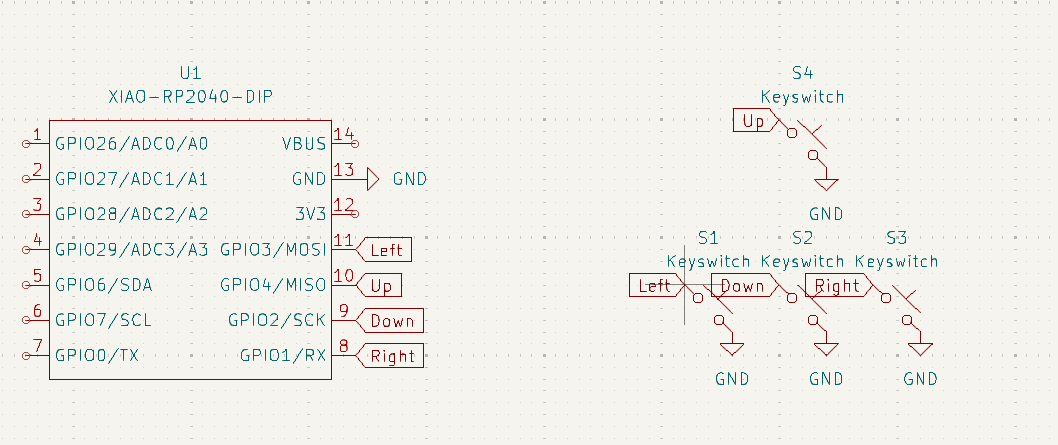 U1
XIAO-RP2040-DIP
1 GPIO26/ADC0/A0 VBUS 14
2 GPIO27/ADC1/A1 GND 13 GND
3 GPIO28/ADC2/A2 3V3 12
4 GPIO29/ADC3/A3 GPIO3/MOSI 11 Left
5 GPIO6/SDA GPIO4/MISO 10 Up
6 GPIO7/SCL GPIO2/SCK 9 Down
7 GPIO0/TX GPIO1/RX 8 Right
S4
Keyswitch
Up
GND
S1 S2 S3
Keyswitch Keyswitch Keyswitch
Left Down Right
GND GND GND